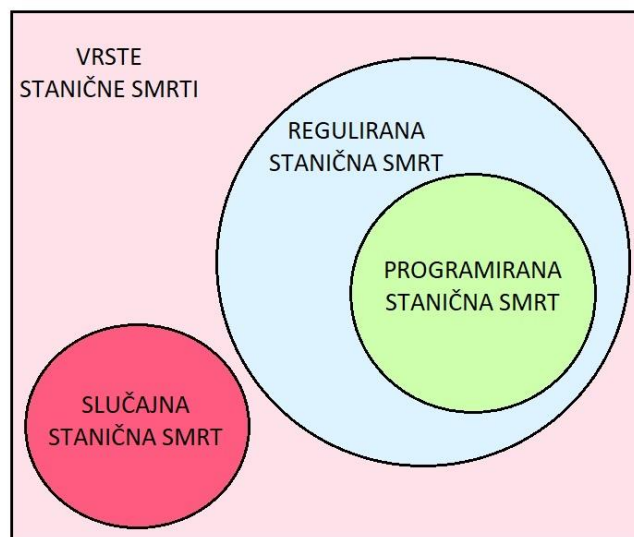 VRSTE
STANIČNE SMRTI
REGULIRANA
STANIČNA SMRT
PROGRAMIRANA
STANIČNA SMRT
SLUČAJNA
STANIČNA SMRT